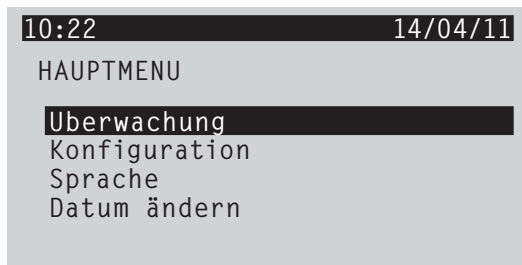 10:22 14/04/11
HAUPTMENU
Uberwachung
Konfiguration
Sprache
Datum ändern